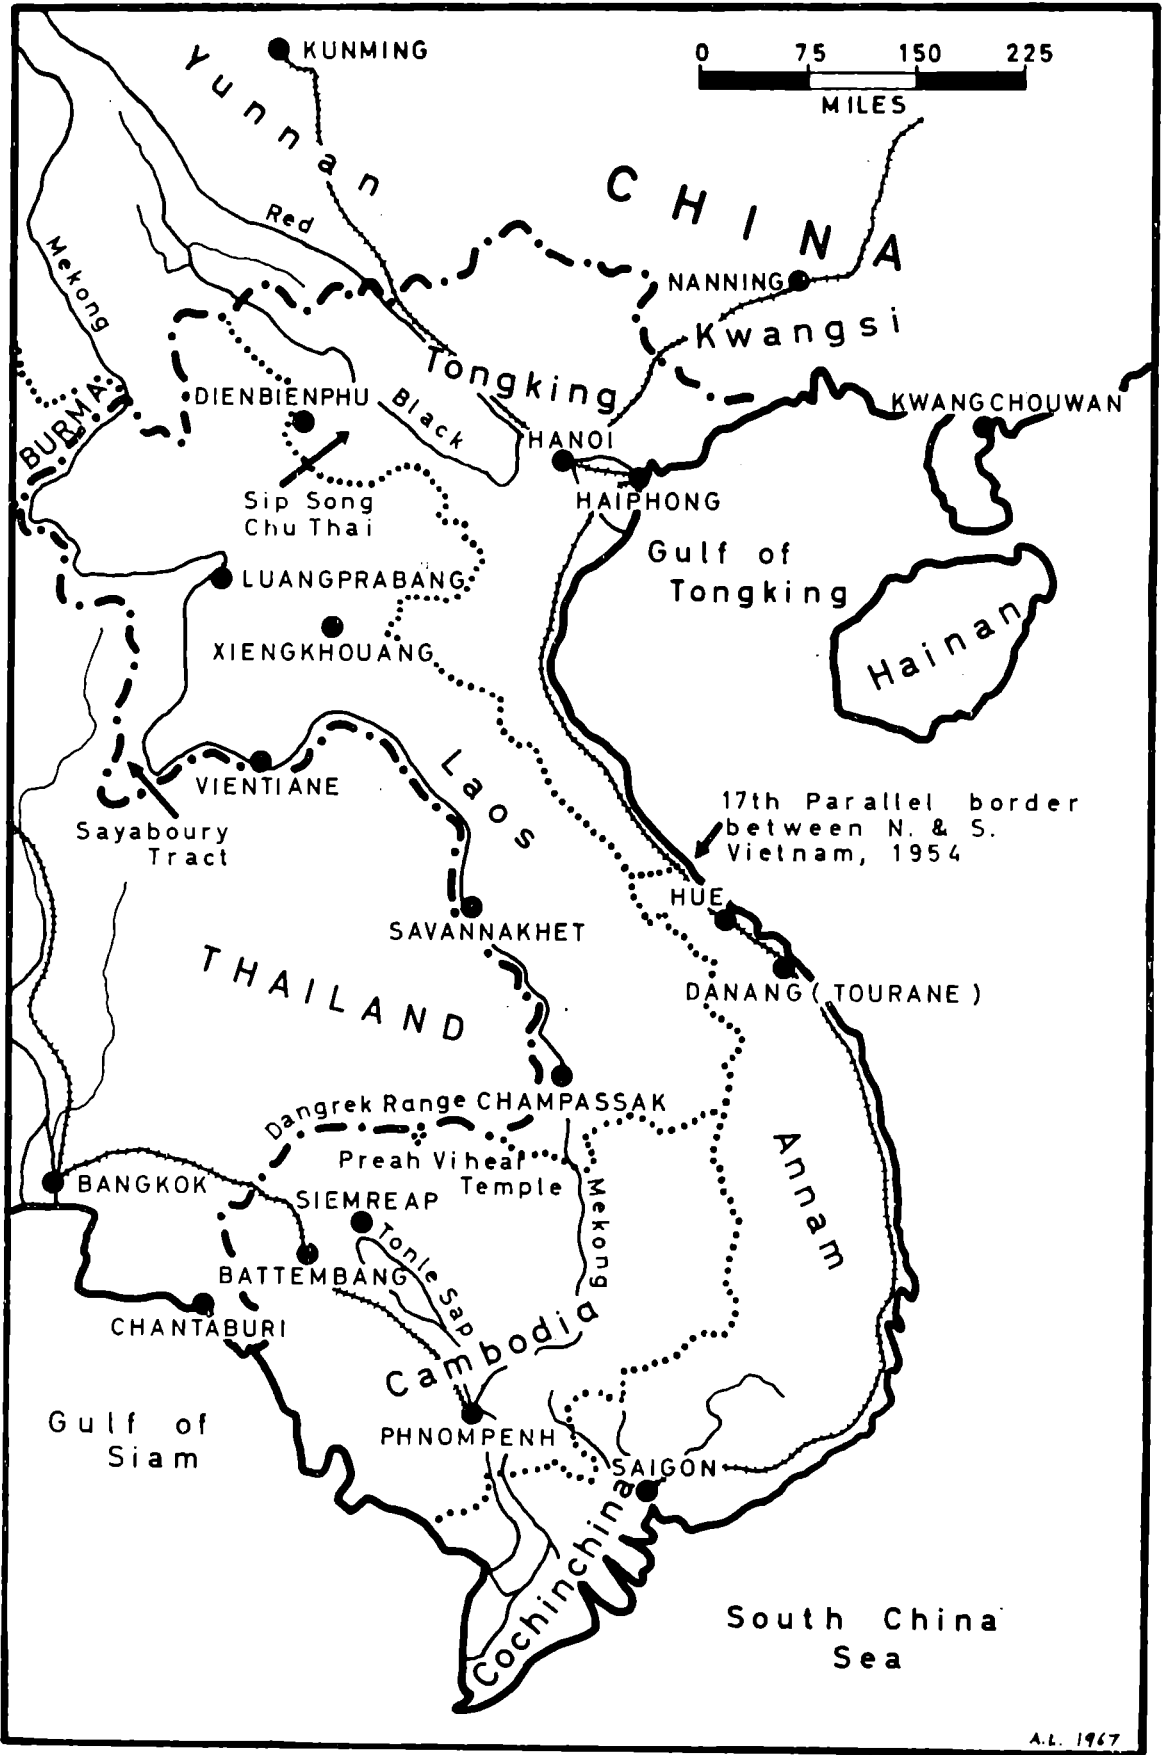 KUNMING
Yunnan
0 75 150 225
MILES
CHINA
Red
Mekong
NANNING
Kwangsi
Tongking
BURMA
DIENBIENPHU
Black
KWANGCHOUWAN
HANOI
Sip Song
Chu Thai
HAIPHONG
Gulf of
Tongking
LUANGPRABANG
Hainan
XIENGKHOUANG
Laos
VIENTIANE
Sayaboury
Tract
17th Parallel border
between N. & S.
Vietnam, 1954
HUE
SAVANNAKHET
THAILAND
DANANG (TOURANE)
Dangrek Range
CHAMPASSAK
Annam
Preah Vihear
Temple
Mekong
BANGKOK
SIEMREAP
Tonle Sap
BATTEMBANG
CHANTABURI
Cambodia
Gulf of
Siam
PHNOMPENH
SAIGON
Cochinchina
South China
Sea
A.L. 1967